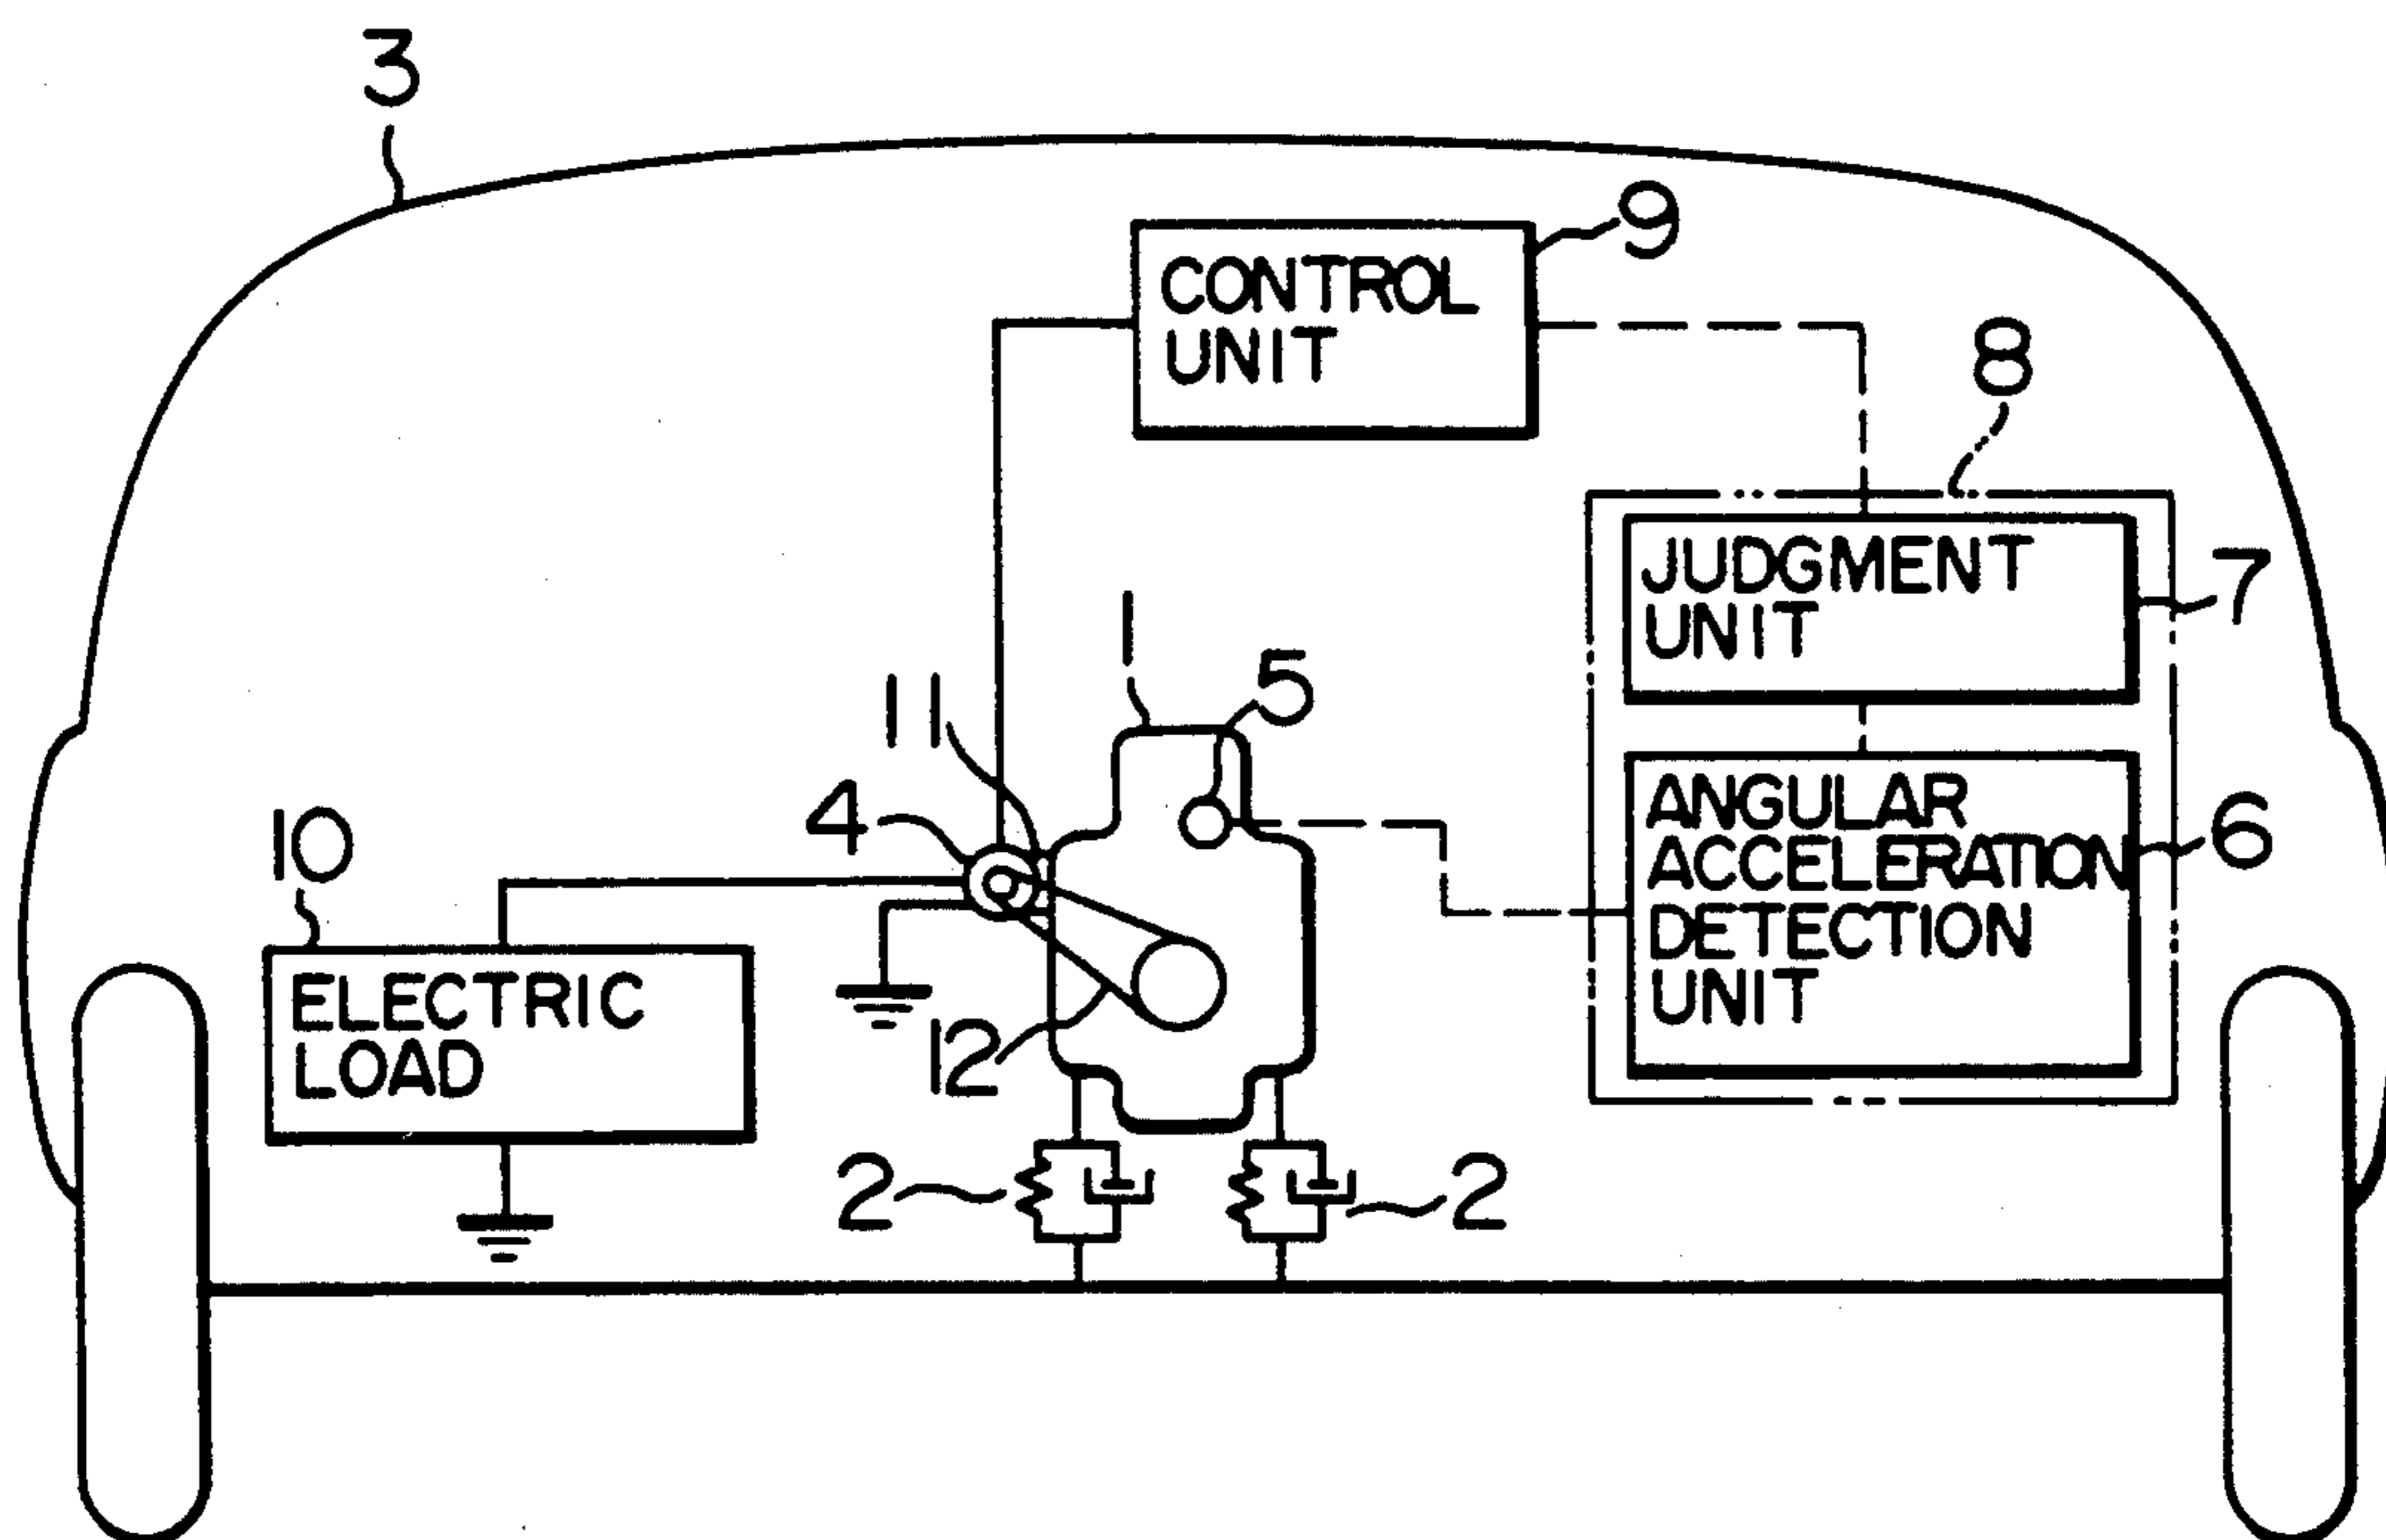 3
9
CONTROL
UNIT
8
JUDGMENT
UNIT
7
1
5
11
4
10
ANGULAR
ACCELERATION
DETECTION
UNIT
6
ELECTRIC
LOAD
12
2
2